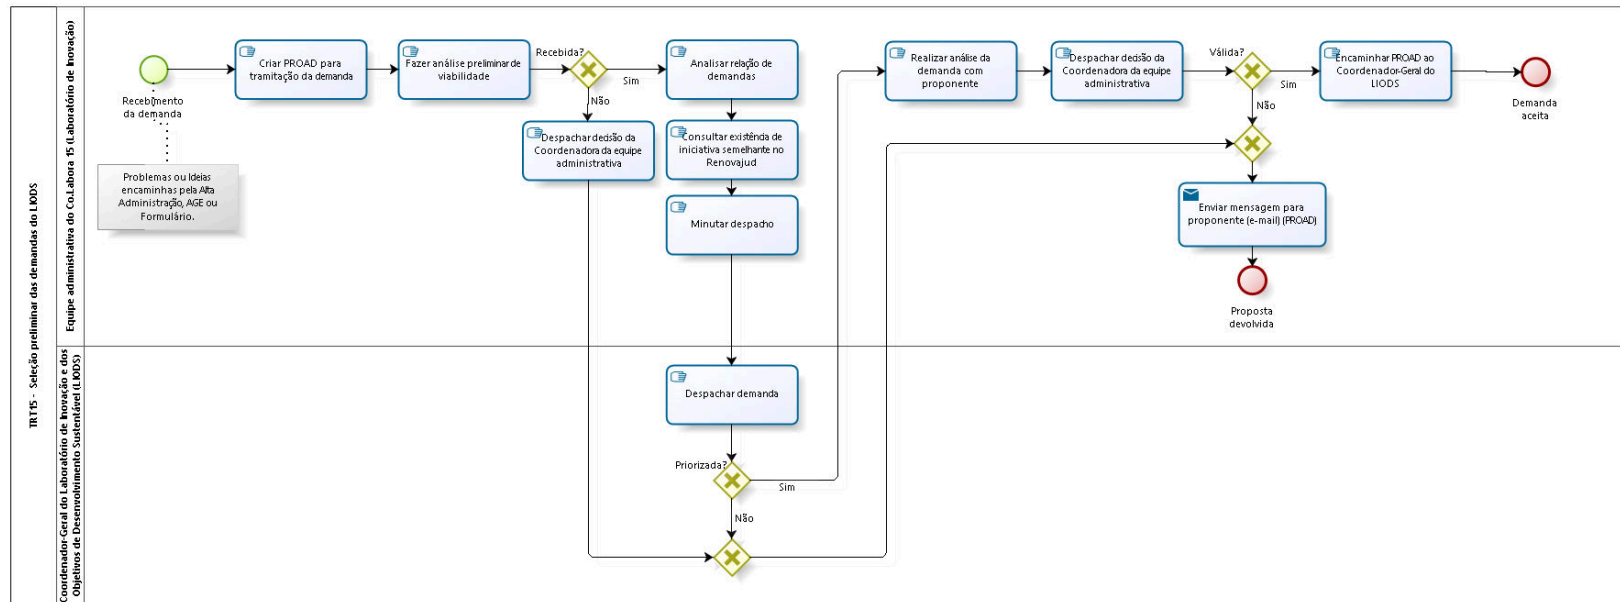 TRT15 - Seleção preliminar das demandas do LIODS
Equipe administrativa do Co.Labora 15 (Laboratório de Inovação)
Recebimento
da demanda
Problemas ou Ideias
encaminhas pela Alta
Administração, AGE ou
Formulário.
Criar PROAD para
tramitação da demanda
Fazer análise preliminar de
viabilidade
Recebida?
Sim
Não
Despachar decisão da
Coordenadora da equipe
administrativa
Analisar relação de
demandas
Consultar existência de
iniciativa semelhante no
Renovajud
Minutar despacho
Realizar análise da
demanda com
proponente
Despachar decisão da
Coordenadora da equipe
administrativa
Válida?
Sim
Não
Encaminhar PROAD ao
Coordenador-Geral do
LIODS
Demanda
aceita
Enviar mensagem para
proponente (e-mail) (PROAD)
Proposta
devolvida
Coordenador-Geral do Laboratório de Inovação e dos
Objetivos de Desenvolvimento Sustentável (LIODS)
Despachar demanda
Priorizada?
Sim
Não